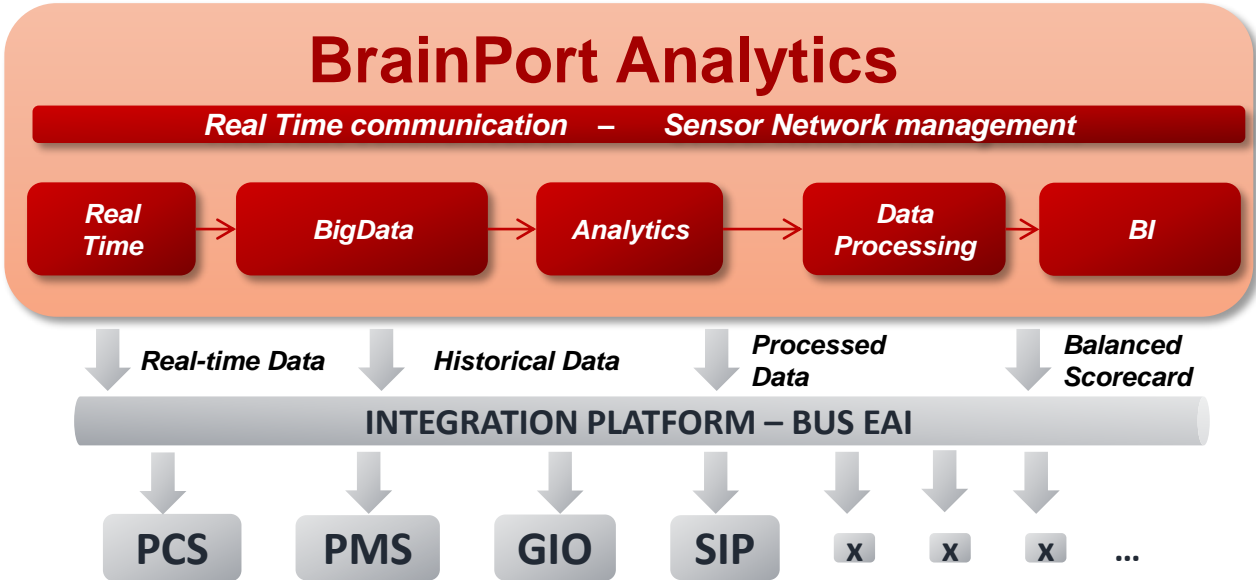 BrainPort Analytics
Real Time communication – Sensor Network management
Real
Time
BigData
Analytics
Data
Processing
BI
Real-time Data
Historical Data
Processed
Data
Balanced
Scorecard
INTEGRATION PLATFORM – BUS EAI
PCS
PMS
GIO
SIP
x
x
x
...